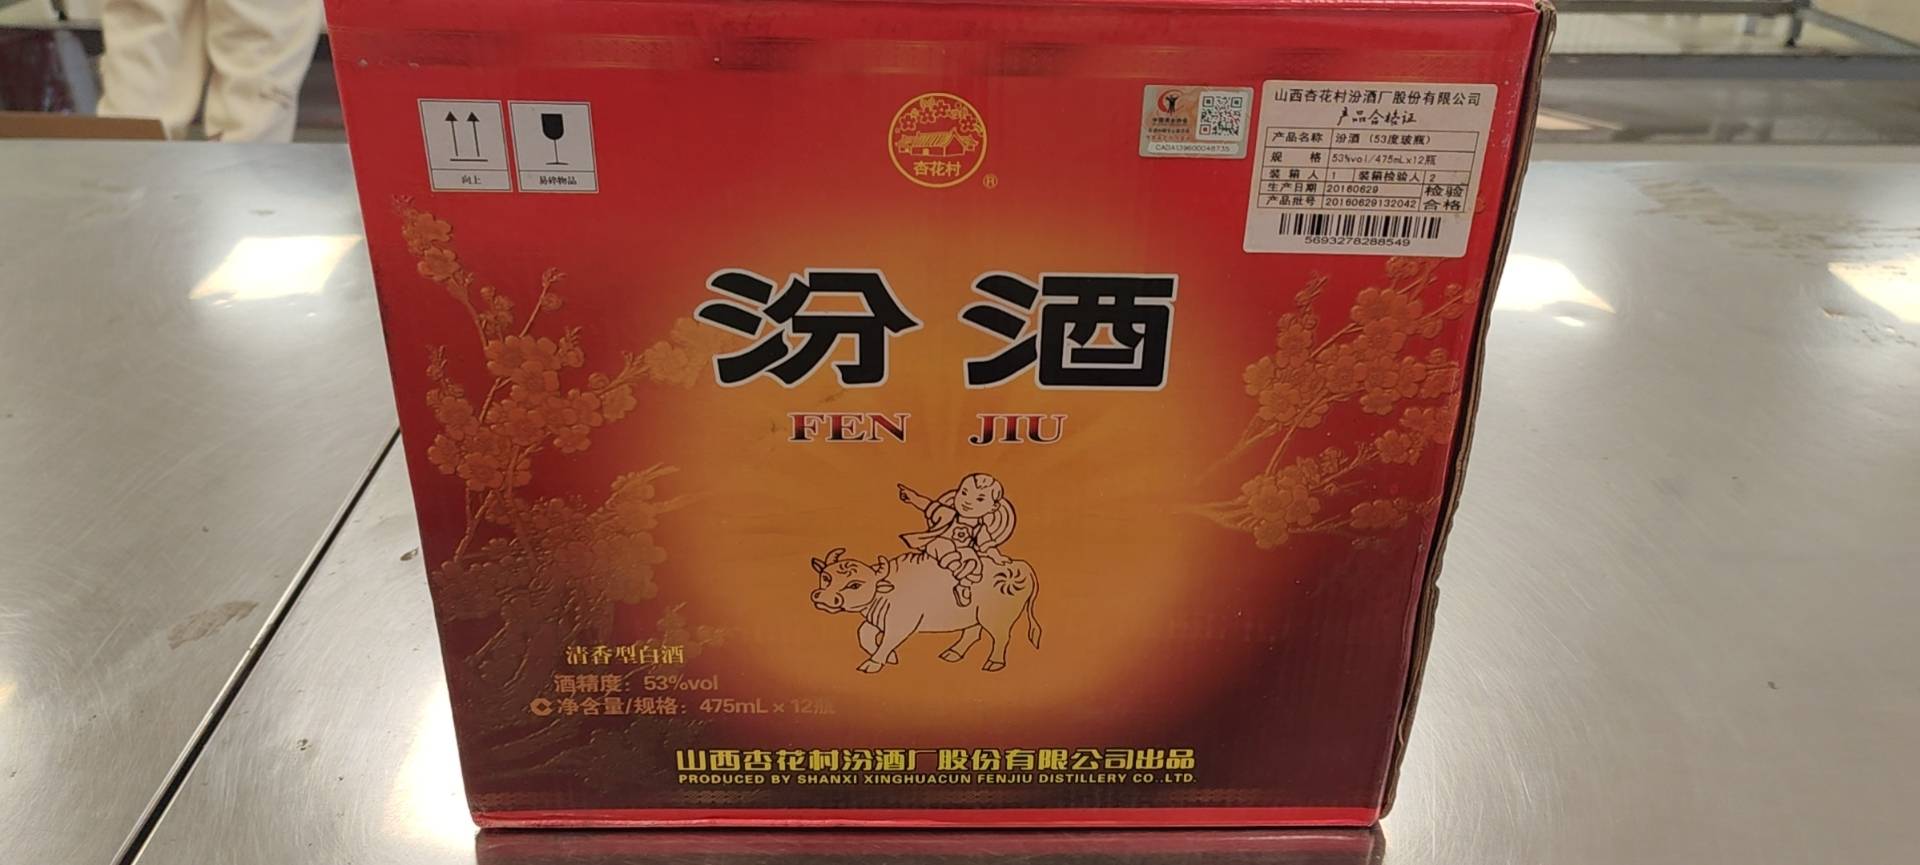 向上
易碎物品
杏花村
®
CADA139600048735
山西杏花村汾酒厂股份有限公司
产品合格证
产品名称 汾酒（53度玻瓶）
规 格 53%vol/475mL×12瓶
装箱人 1 装箱检验人 2
生产日期 20160629 检验
产品批号 20160629132042 合格
5693278288549
汾酒
FEN JIU
清香型白酒
酒精度：53%vol
净含量/规格：475mL×12瓶
山西杏花村汾酒厂股份有限公司出品
PRODUCED BY SHANXI XINGHUACUN FENJIU DISTILLERY CO.,LTD.